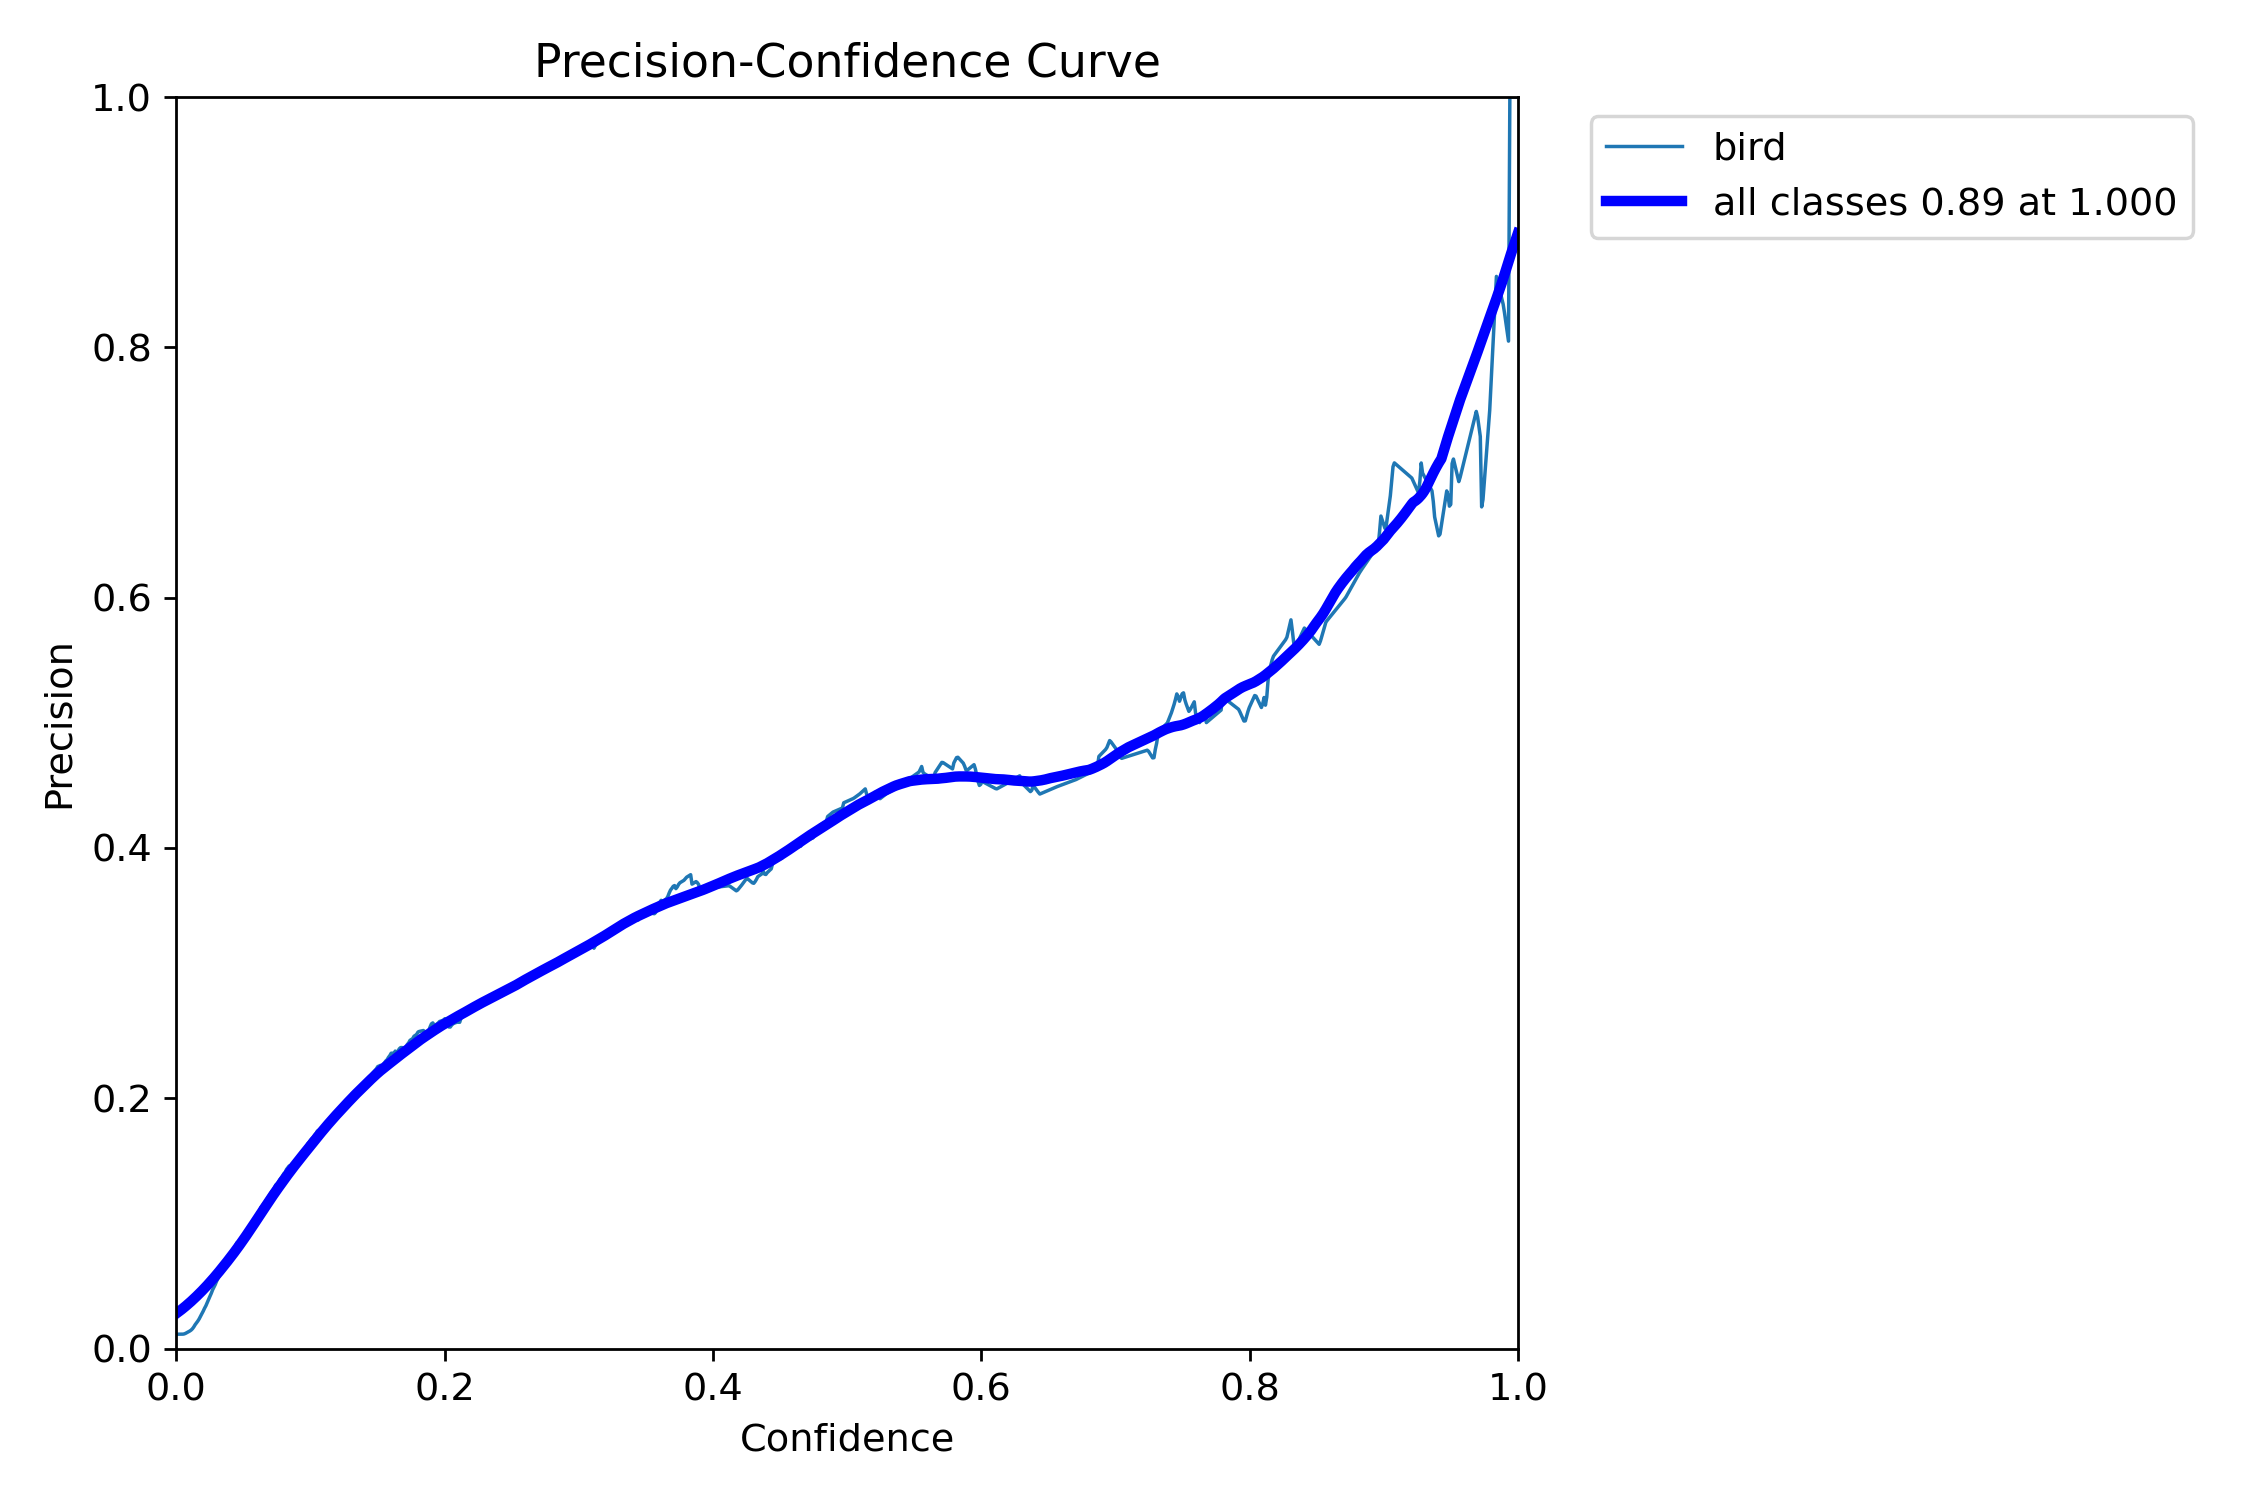 Precision-Confidence Curve
bird
all classes 0.89 at 1.000
Precision
1.0
0.8
0.6
0.4
0.2
0.0
0.0 0.2 0.4 0.6 0.8 1.0
Confidence